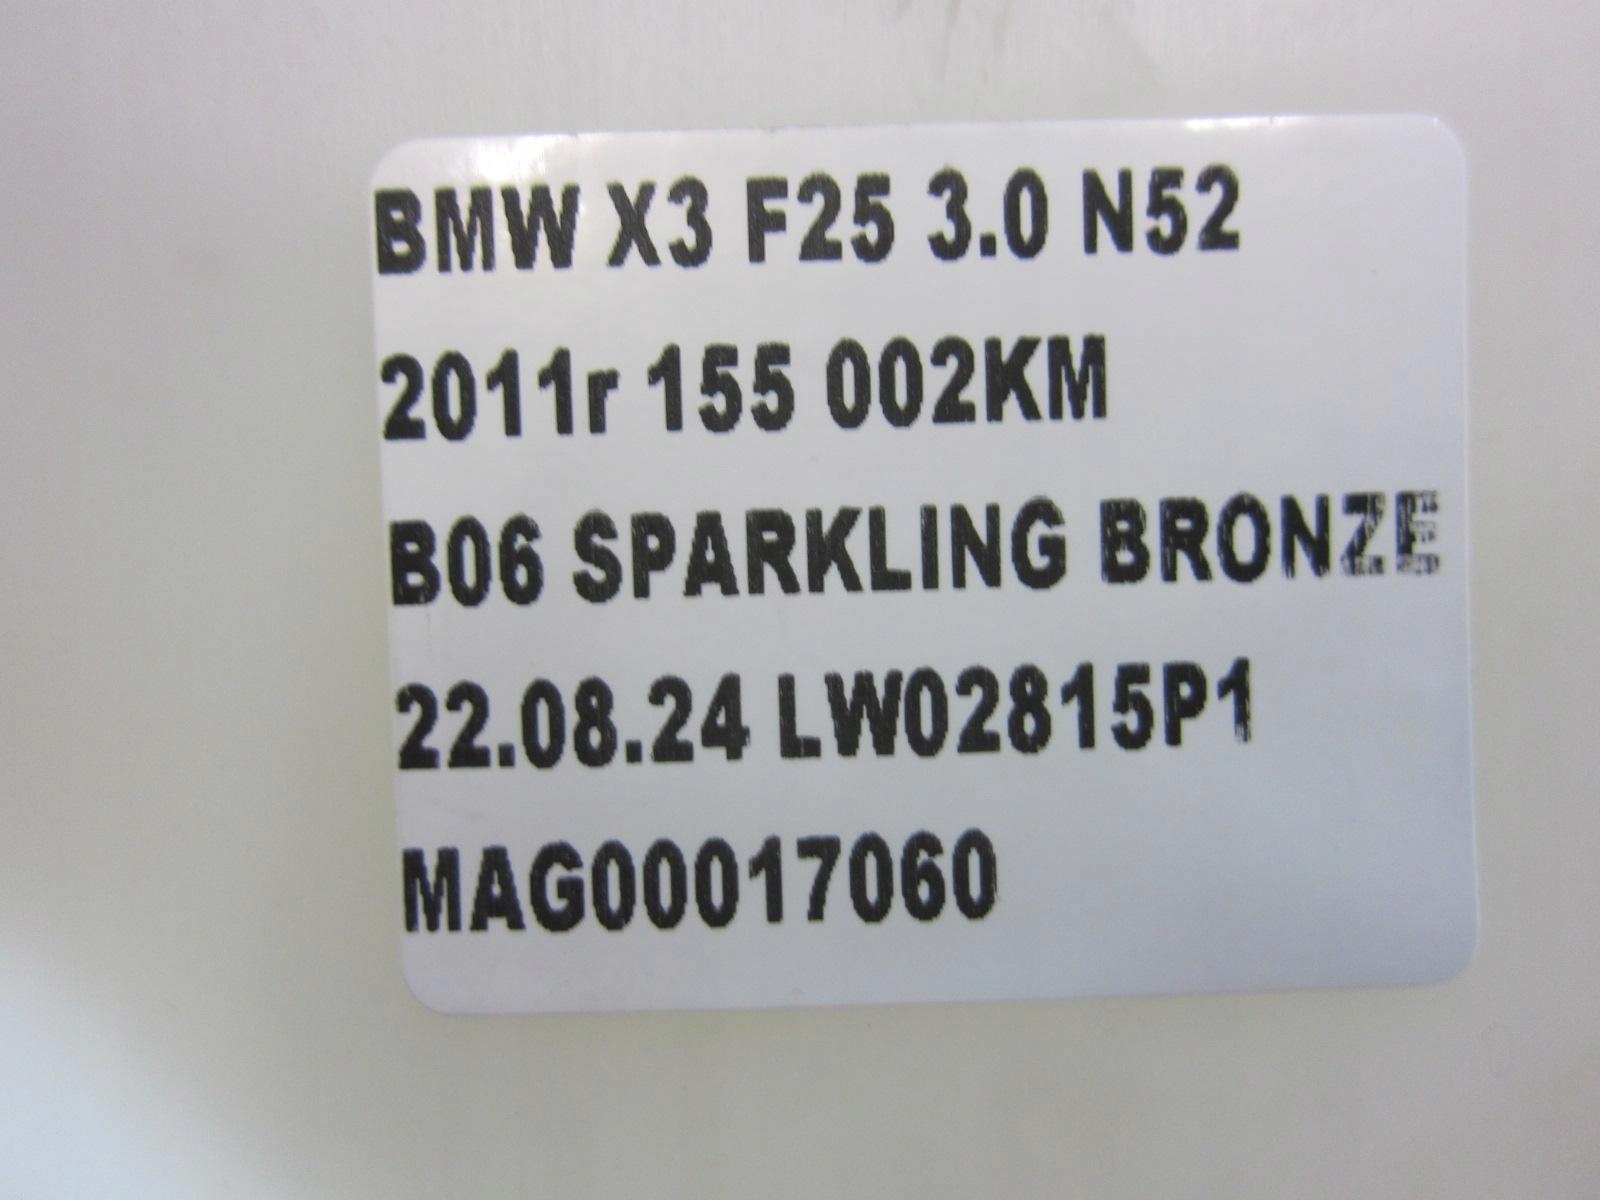 BMW X3 F25 3.0 N52
2011r 155 002KM
B06 SPARKLING BRONZE
22.08.24 LW02815P1
MAG00017060